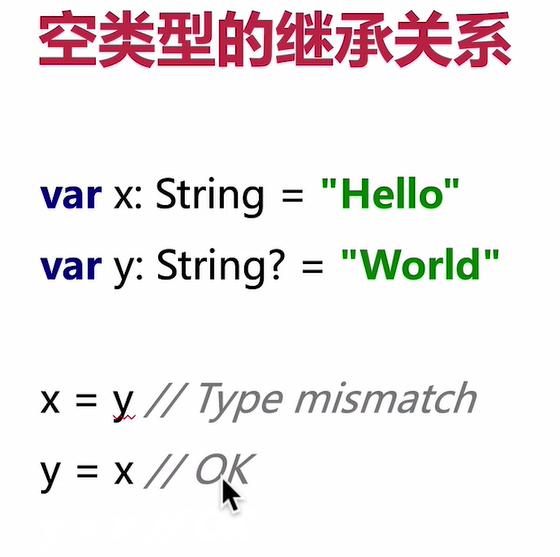 空类型的继承关系
var x: String = "Hello"
var y: String? = "World"
x = y // Type mismatch
y = x // OK